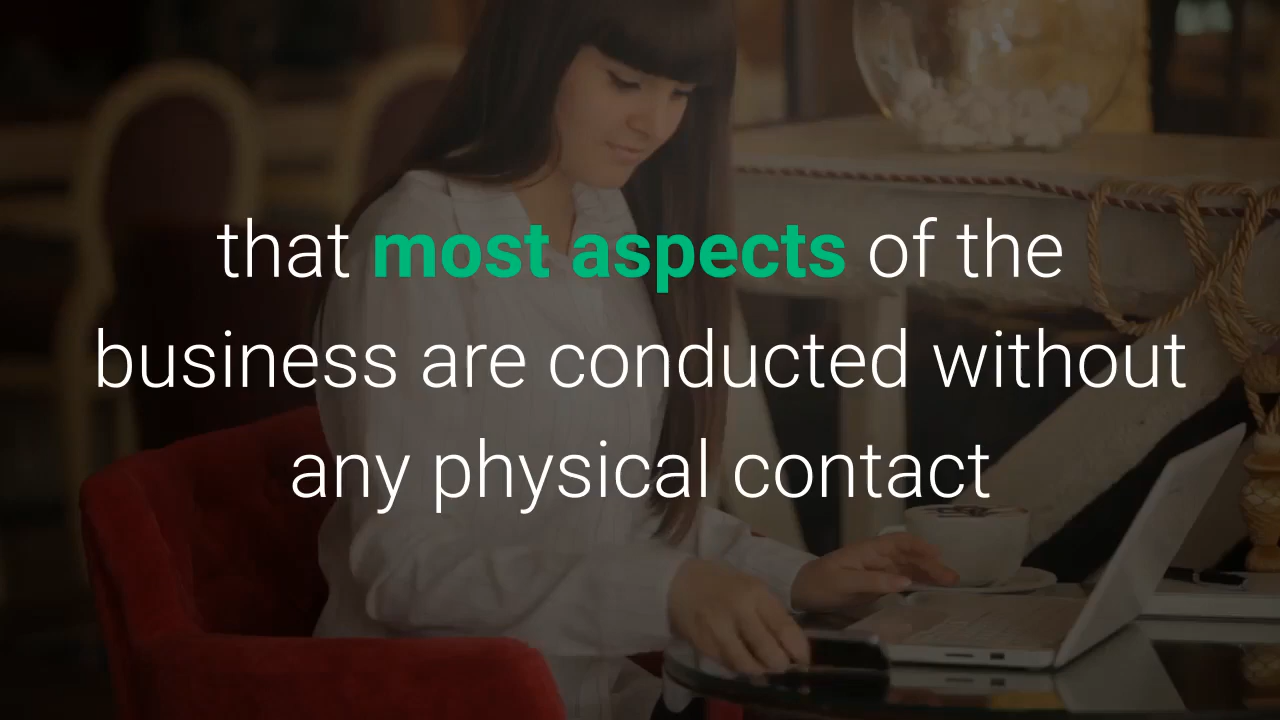 that most aspects of the
business are conducted without
any physical contact